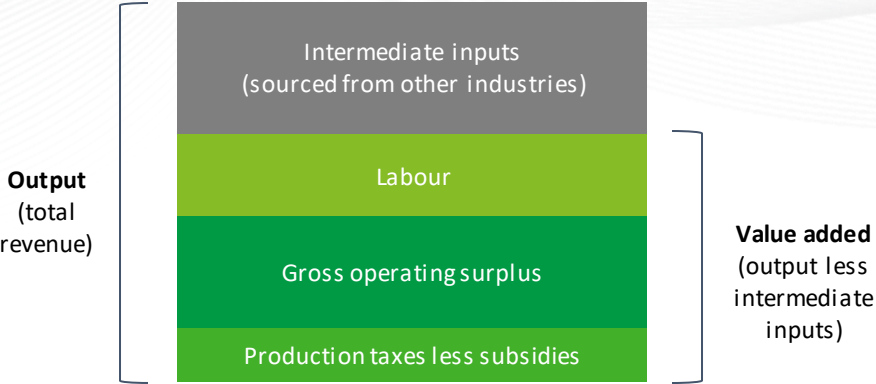 Intermediate inputs
(sourced from other industries)
Labour
Output
(total
revenue)
Gross operating surplus
Value added
(output less
intermediate
inputs)
Production taxes less subsidies